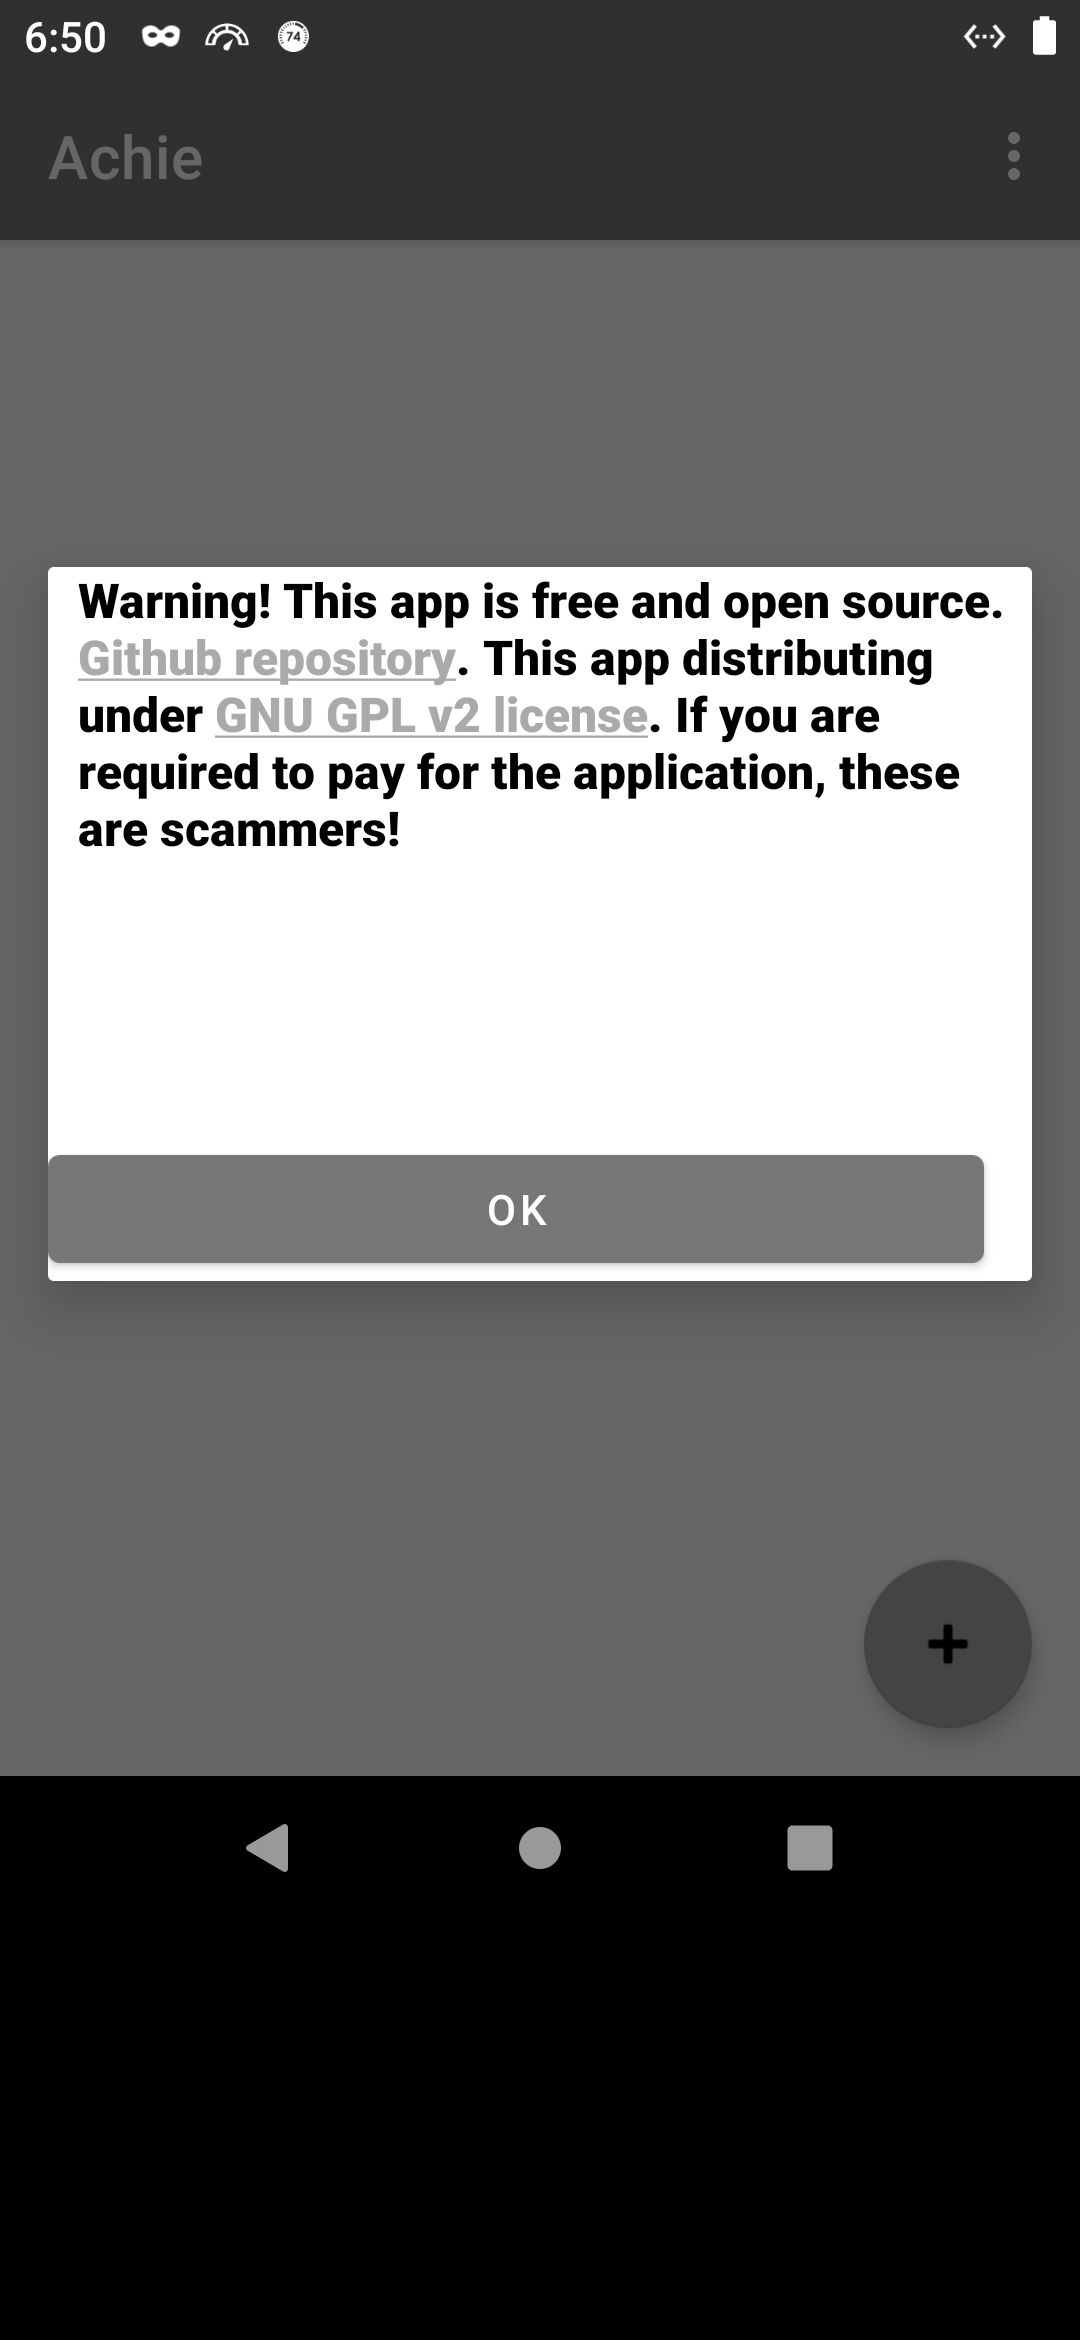 6:50
74
Achie
Warning! This app is free and open source.
Github repository. This app distributing
under GNU GPL v2 license. If you are
required to pay for the application, these
are scammers!
OK